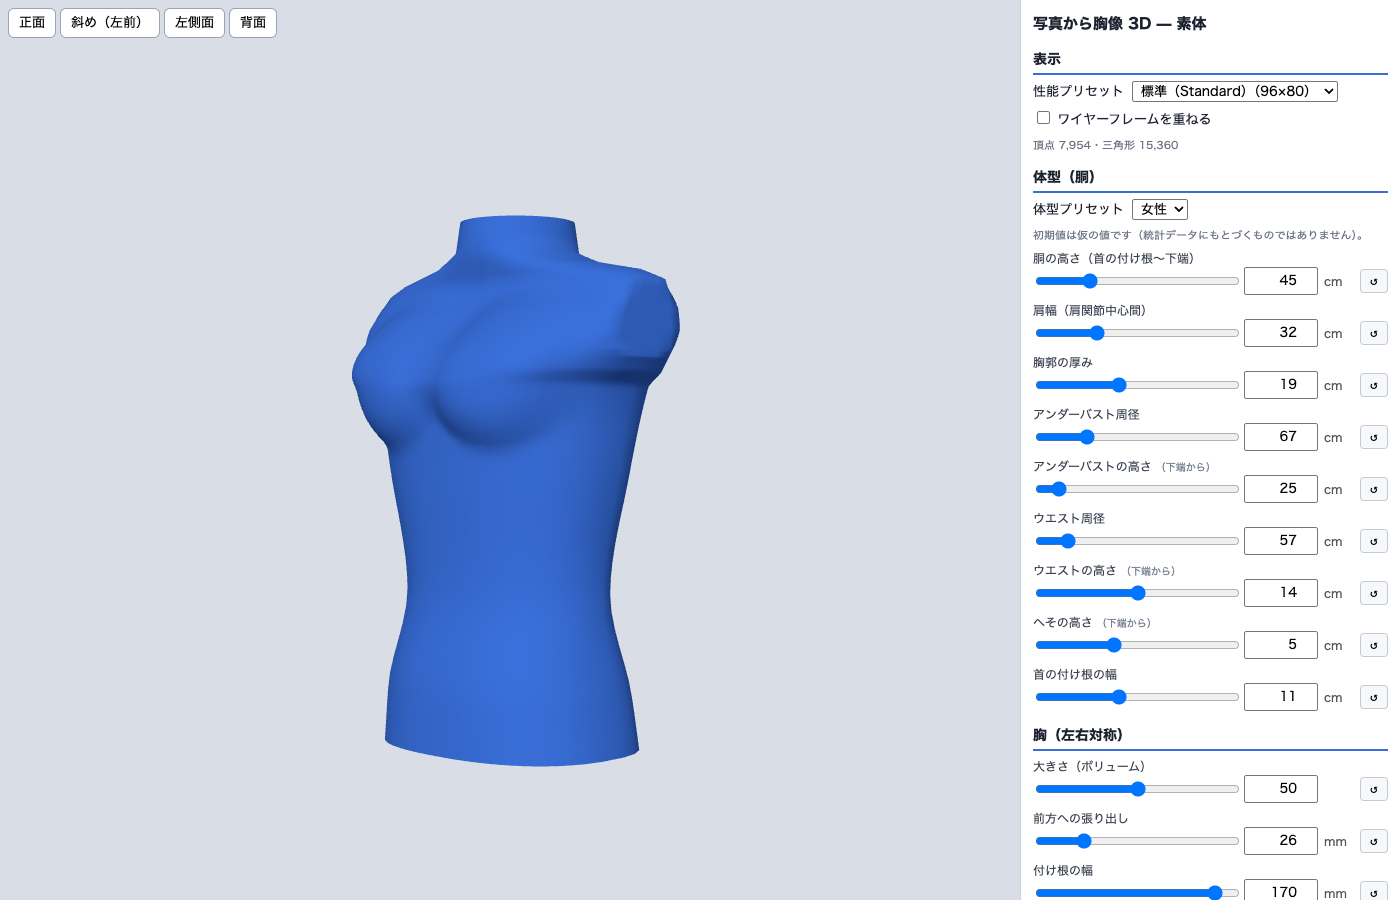 正面
斜め（左前）
左側面
背面
写真から胸像 3D — 素体
表示
性能プリセット 標準（Standard）（96×80）
ワイヤーフレームを重ねる
頂点 7,954・三角形 15,360
体型（胴）
体型プリセット 女性
初期値は仮の値です（統計データにもとづくものではありません）。
胴の高さ（首の付け根〜下端）
45 cm ↺
肩幅（肩関節中心間）
32 cm ↺
胸郭の厚み
19 cm ↺
アンダーバスト周径
67 cm ↺
アンダーバストの高さ （下端から）
25 cm ↺
ウエスト周径
57 cm ↺
ウエストの高さ （下端から）
14 cm ↺
へその高さ （下端から）
5 cm ↺
首の付け根の幅
11 cm ↺
胸（左右対称）
大きさ（ボリューム）
50 ↺
前方への張り出し
26 mm ↺
付け根の幅
170 mm ↺